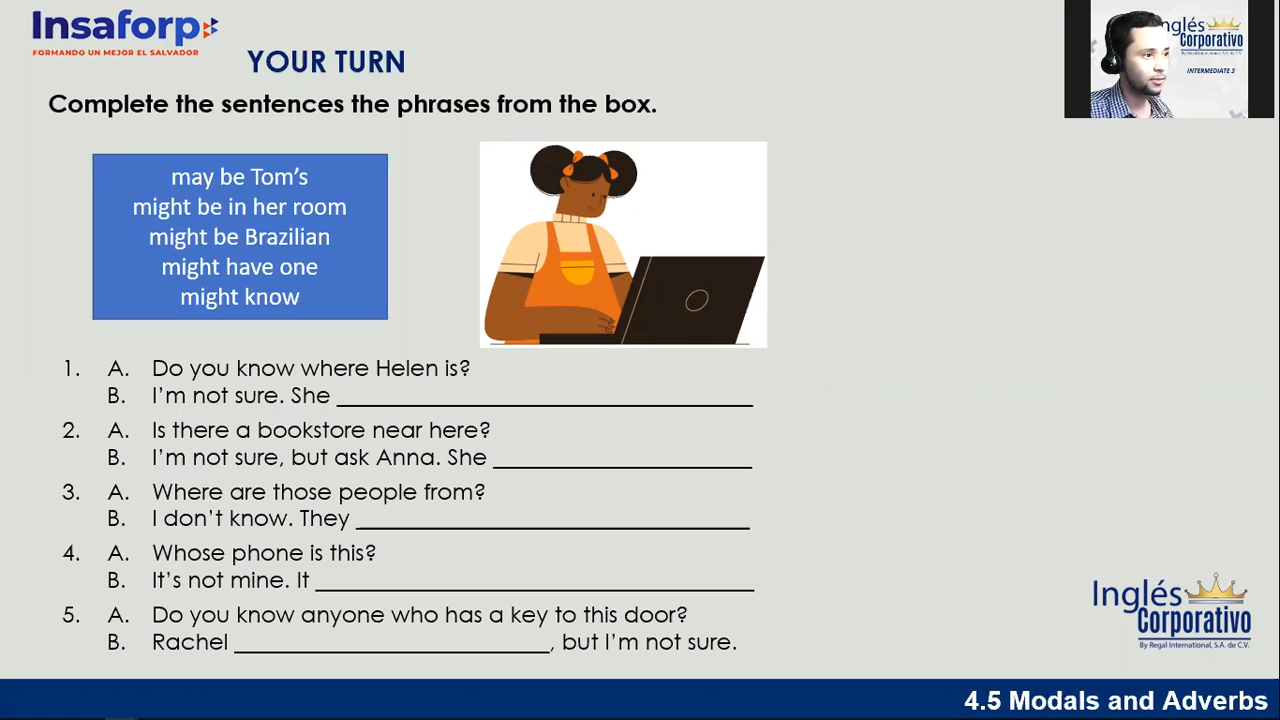 Insaforp
FORMANDO UN MEJOR EL SALVADOR
YOUR TURN
Complete the sentences the phrases from the box.
may be Tom’s
might be in her room
might be Brazilian
might have one
might know
1. A. Do you know where Helen is?
B. I’m not sure. She
2. A. Is there a bookstore near here?
B. I’m not sure, but ask Anna. She
3. A. Where are those people from?
B. I don’t know. They
4. A. Whose phone is this?
B. It’s not mine. It
5. A. Do you know anyone who has a key to this door?
B. Rachel ____________________, but I’m not sure.
Corporativo
By Regal International, S.A. de C.V.
INTERMEDIATE 3
Inglés
Corporativo
By Regal International, S.A. de C.V.
4.5 Modals and Adverbs